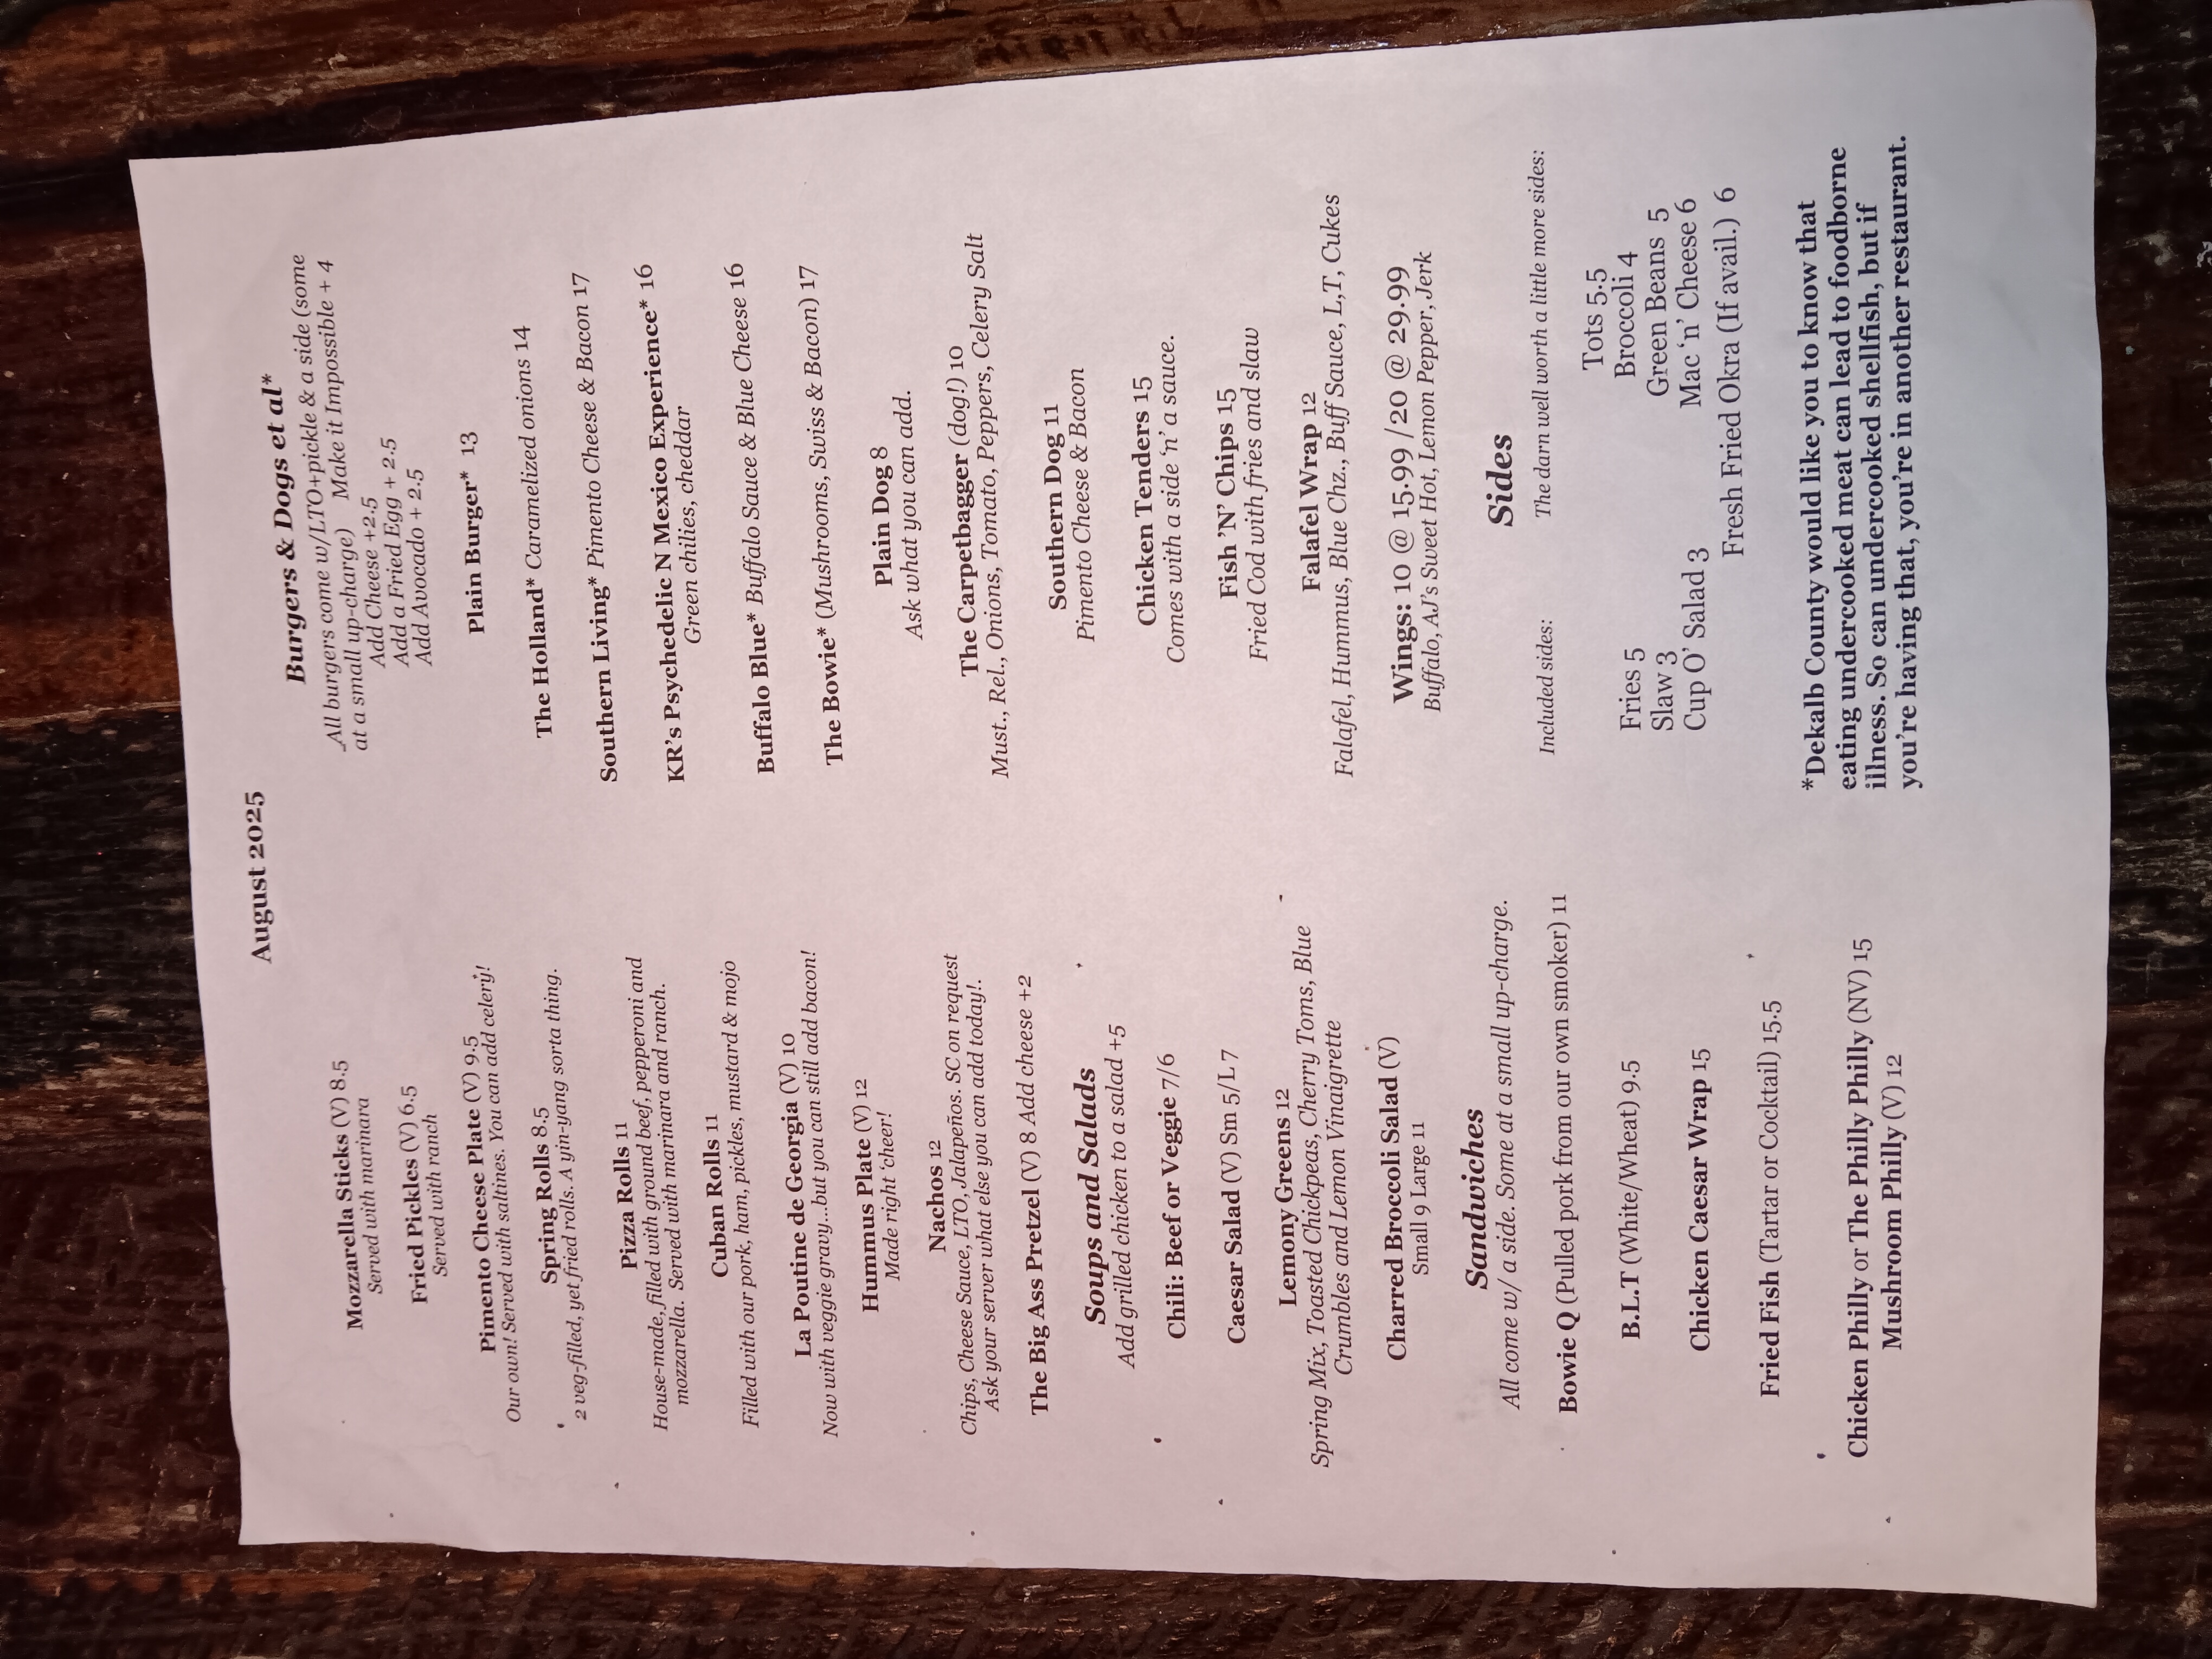 August 2025
Mozzarella Sticks (V) 8.5
Served with marinara
Fried Pickles (V) 6.5
Served with ranch
Pimento Cheese Plate (V) 9.5
Our own! Served with saltines. You can add celery!
Spring Rolls 8.5
2 veg-filled, yet fried rolls. A yin-yang sorta thing.
Pizza Rolls 11
House-made, filled with ground beef, pepperoni and
mozzarella. Served with marinara and ranch.
Cuban Rolls 11
Filled with our pork, ham, pickles, mustard & mojo
La Poutine de Georgia (V) 10
Now with veggie gravy...but you can still add bacon!
Hummus Plate (V) 12
Made right ‘cheer!
Nachos 12
Chips, Cheese Sauce, LTO, Jalapeños. SC on request
Ask your server what else you can add today!.
The Big Ass Pretzel (V) 8 Add cheese +2
Soups and Salads
Add grilled chicken to a salad +5
Chili: Beef or Veggie 7/6
Caesar Salad (V) Sm 5/L 7
Lemony Greens 12
Spring Mix, Toasted Chickpeas, Cherry Toms, Blue
Crumbles and Lemon Vinaigrette
Charred Broccoli Salad (V)
Small 9 Large 11
Sandwiches
All come w/ a side. Some at a small up-charge.
Bowie Q (Pulled pork from our own smoker) 11
B.L.T (White/Wheat) 9.5
Chicken Caesar Wrap 15
Fried Fish (Tartar or Cocktail) 15.5
Chicken Philly or The Philly Philly (NV) 15
Mushroom Philly (V) 12
Burgers & Dogs et al*
All burgers come w/LTO+pickle & a side (some
at a small up-charge) Make it Impossible + 4
Add Cheese +2.5
Add a Fried Egg + 2.5
Add Avocado + 2.5
Plain Burger* 13
The Holland* Caramelized onions 14
Southern Living* Pimento Cheese & Bacon 17
KR’s Psychedelic N Mexico Experience* 16
Green chilies, cheddar
Buffalo Blue* Buffalo Sauce & Blue Cheese 16
The Bowie* (Mushrooms, Swiss & Bacon) 17
Plain Dog 8
Ask what you can add.
The Carpetbagger (dog!) 10
Must., Rel., Onions, Tomato, Peppers, Celery Salt
Southern Dog 11
Pimento Cheese & Bacon
Chicken Tenders 15
Comes with a side ‘n’ a sauce.
Fish ’N’ Chips 15
Fried Cod with fries and slaw
Falafel Wrap 12
Falafel, Hummus, Blue Chz., Buff Sauce, L,T, Cukes
Wings: 10 @ 15.99 /20 @ 29.99
Buffalo, AJ’s Sweet Hot, Lemon Pepper, Jerk
Sides
Included sides:
Fries 5
Slaw 3
Cup O’ Salad 3
The darn well worth a little more sides:
Tots 5.5
Broccoli 4
Green Beans 5
Mac ‘n’ Cheese 6
Fresh Fried Okra (If avail.) 6
*Dekalb County would like you to know that
eating undercooked meat can lead to foodborne
illness. So can undercooked shellfish, but if
you’re having that, you’re in another restaurant.